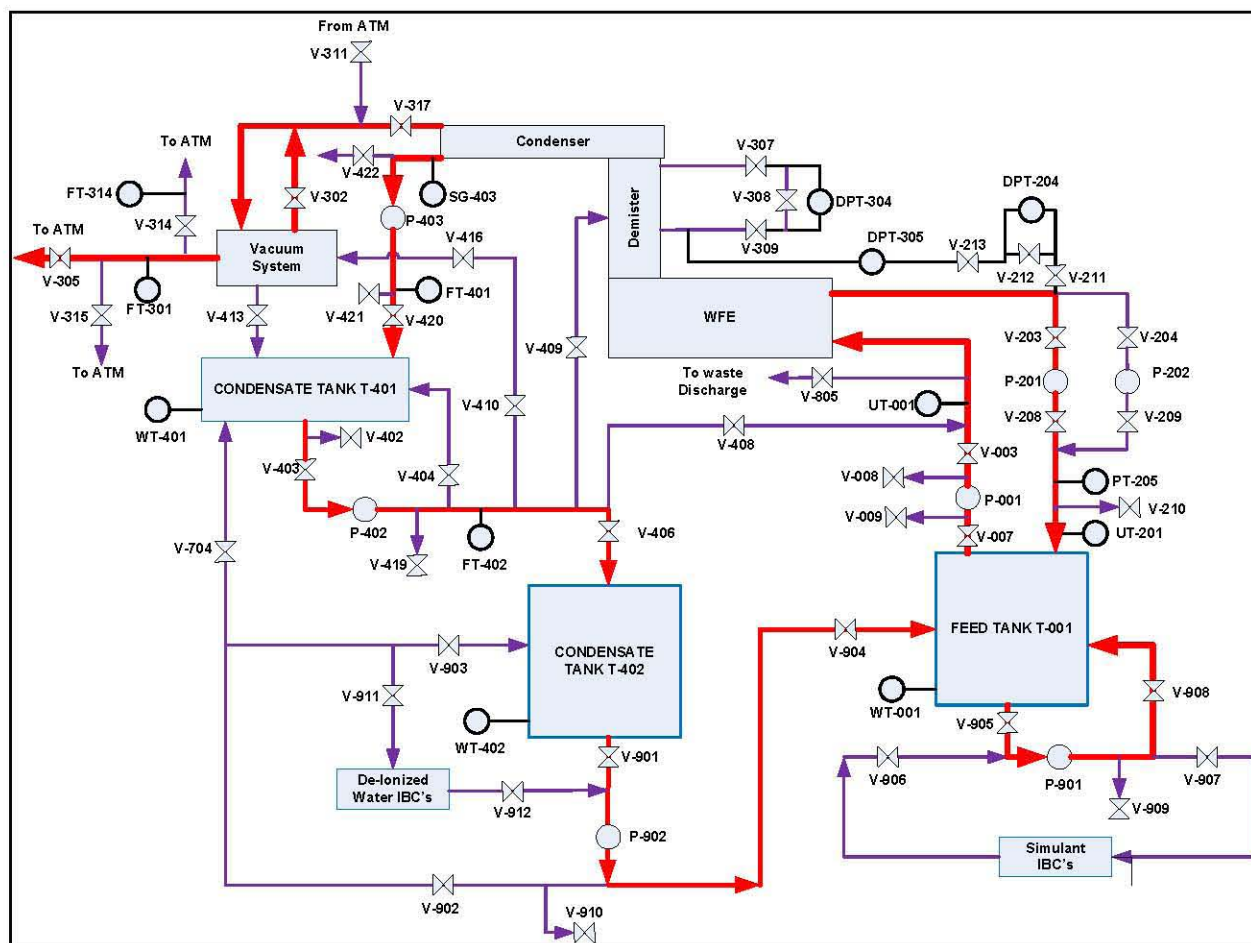 From ATM
V-311
V-317
To ATM
Condenser
V-307
V-422
FT-314
V-302
SG-403
V-308
DPT-304
DPT-204
V-314
P-403
Demister
V-309
To ATM
Vacuum
System
V-416
DPT-305
V-213
V-212
V-211
V-305
FT-301
V-315
V-413
V-421
FT-401
V-420
WFE
V-203
V-204
V-409
To ATM
CONDENSATE TANK T-401
To waste
Discharge
V-805
P-201
P-202
WT-401
V-410
UT-001
V-208
V-209
V-402
V-408
V-403
V-404
V-003
V-008
PT-205
P-001
V-009
V-210
P-402
V-406
V-007
UT-201
V-704
V-419
FT-402
FEED TANK T-001
V-904
V-903
CONDENSATE
TANK T-402
V-911
WT-001
V-908
V-905
WT-402
V-901
V-906
P-901
V-907
De-Ionized
Water IBC's
V-912
V-909
P-902
Simulant
IBC's
V-902
V-910